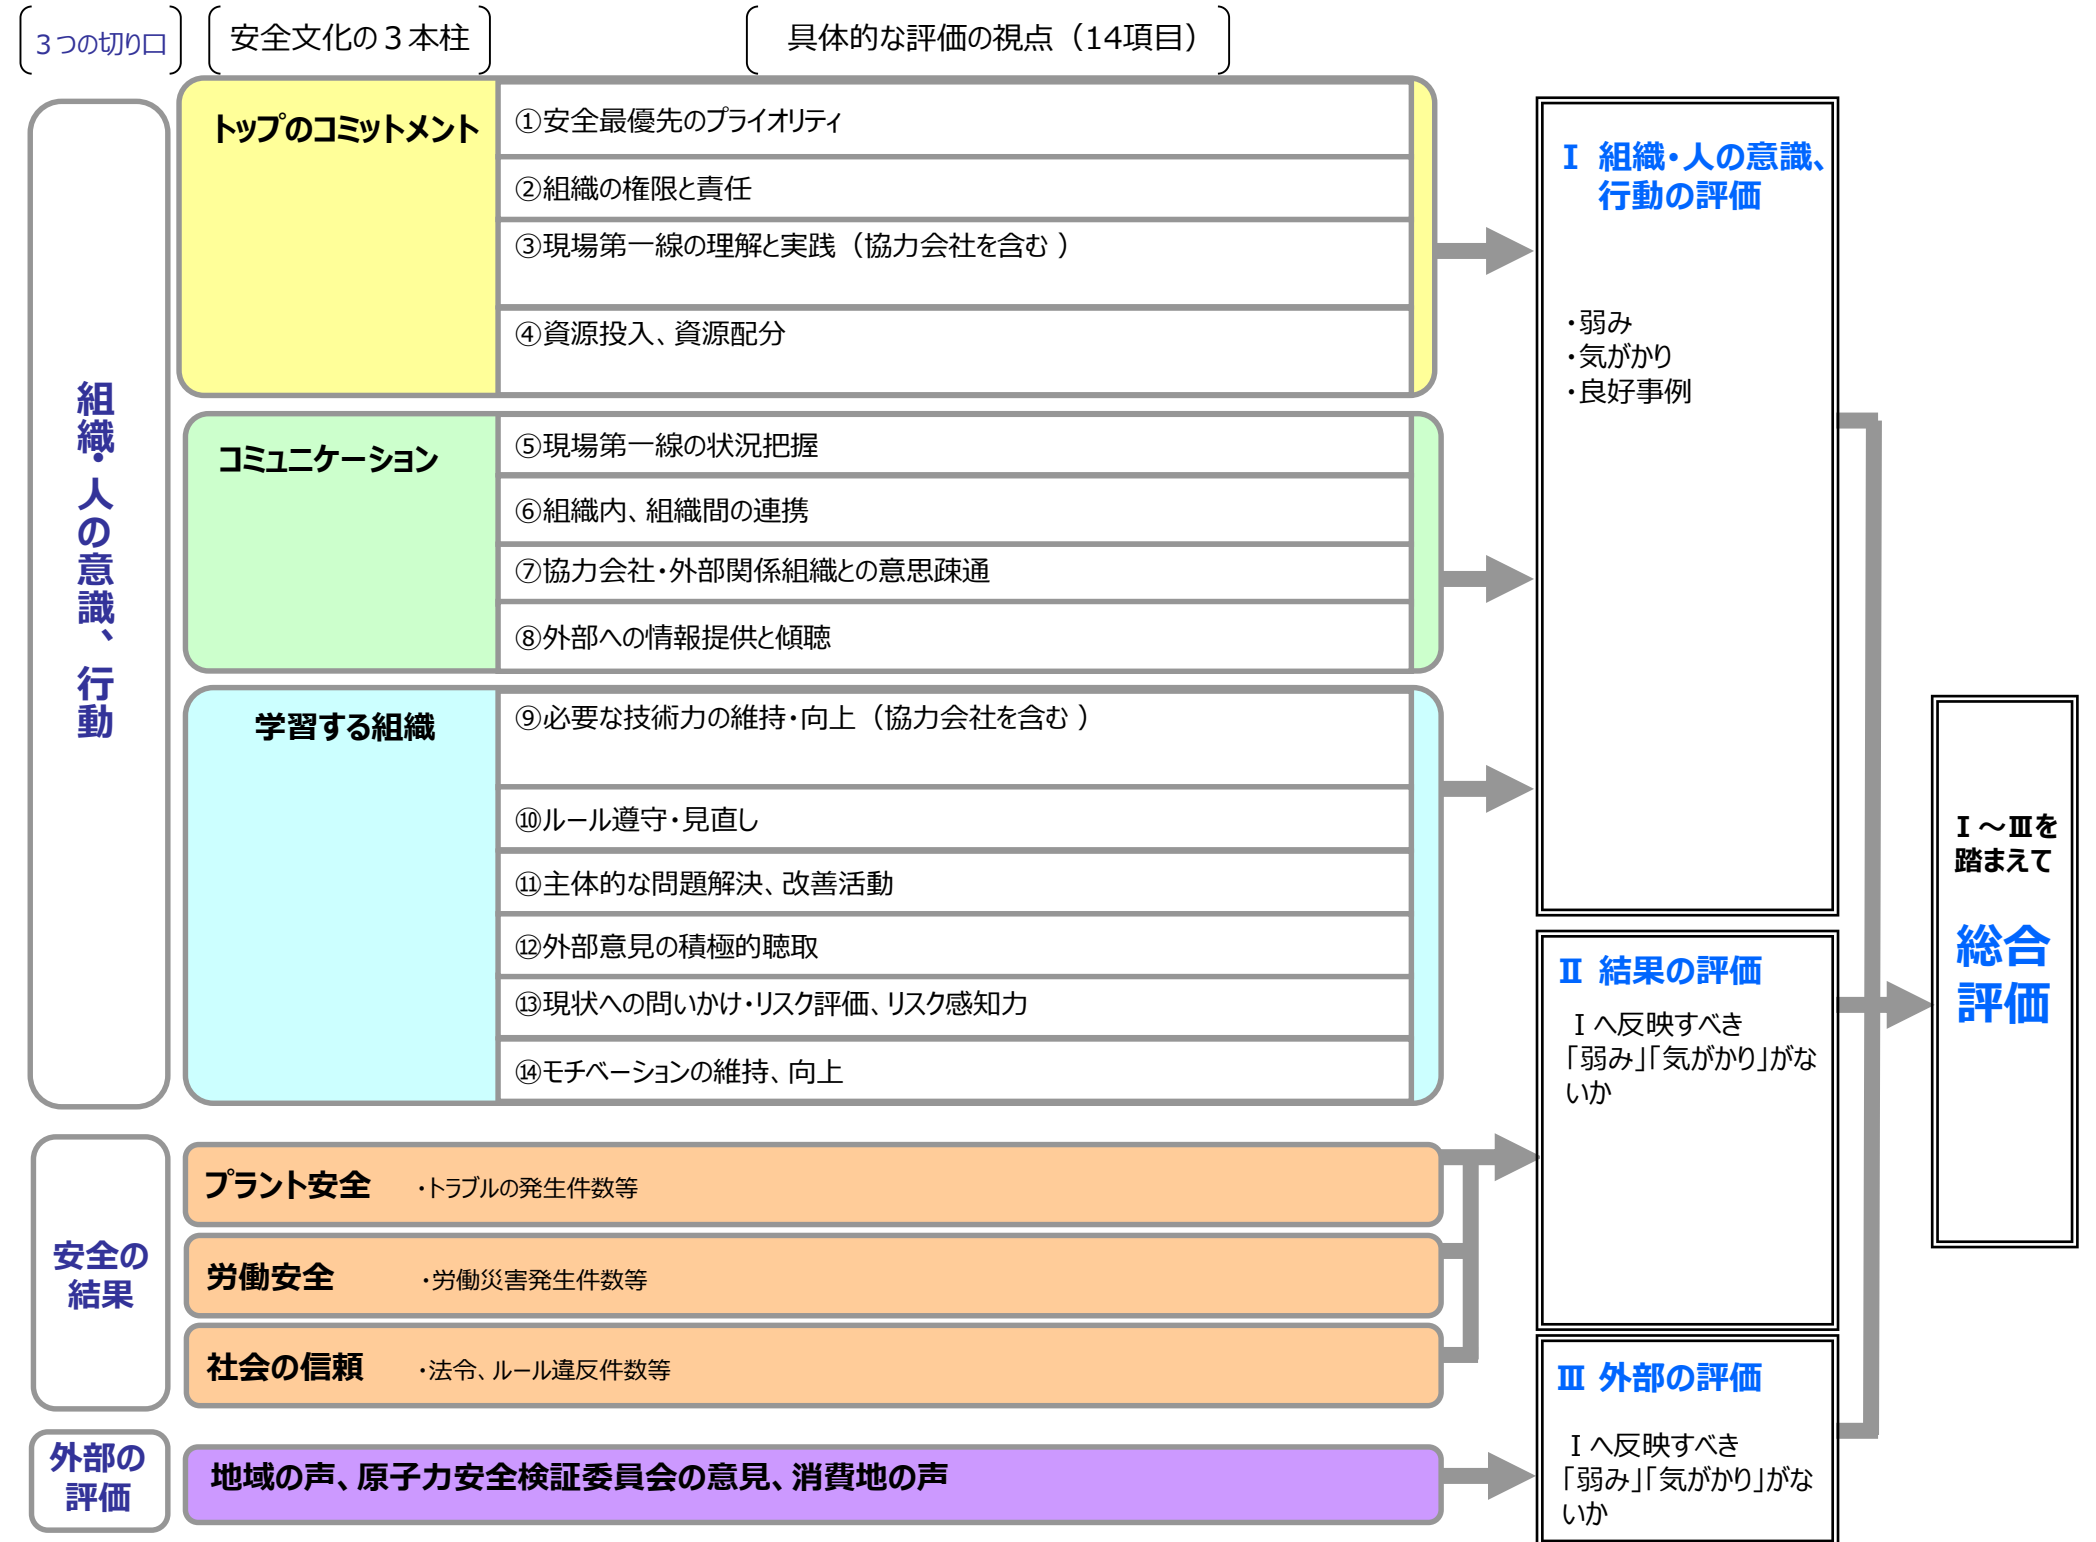 3つの切り口
安全文化の3本柱
具体的な評価の視点（14項目）
組織・人の意識、行動
トップのコミットメント
①安全最優先のプライオリティ
②組織の権限と責任
③現場第一線の理解と実践（協力会社を含む）
④資源投入、資源配分
コミュニケーション
⑤現場第一線の状況把握
⑥組織内、組織間の連携
⑦協力会社・外部関係組織との意思疎通
⑧外部への情報提供と傾聴
学習する組織
⑨必要な技術力の維持・向上（協力会社を含む）
⑩ルール遵守・見直し
⑪主体的な問題解決、改善活動
⑫外部意見の積極的聴取
⑬現状への問いかけ・リスク評価、リスク感知力
⑭モチベーションの維持、向上
安全の
結果
プラント安全 ・トラブルの発生件数等
労働安全 ・労働災害発生件数等
社会の信頼 ・法令、ルール違反件数等
外部の
評価
地域の声、原子力安全検証委員会の意見、消費地の声
Ⅰ 組織・人の意識、
行動の評価
・弱み
・気がかり
・良好事例
Ⅱ 結果の評価
Ⅰへ反映すべき
「弱み」「気がかり」がな
いか
Ⅲ 外部の評価
Ⅰへ反映すべき
「弱み」「気がかり」がな
いか
Ⅰ～Ⅲを
踏まえて
総合
評価